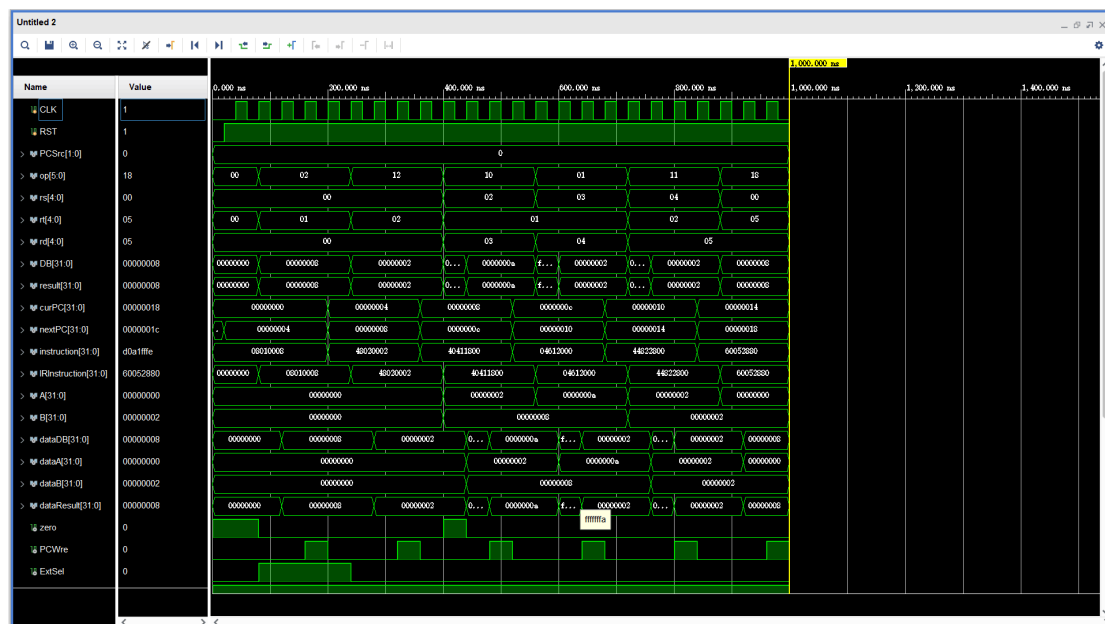 Untitled 2
1,000.000 ns
Name Value 0.000 ns 200.000 ns 400.000 ns 600.000 ns 800.000 ns 1,000.000 ns 1,200.000 ns 1,400.000 ns
CLK 1
RST 1
PCSrc[1:0] 0 0
op[5:0] 18 00 02 12 10 01 11 18
rs[4:0] 00 00 02 03 04 00
rt[4:0] 05 00 01 02 01 02 05
rd[4:0] 05 00 03 04 05
DB[31:0] 00000008 00000000 00000008 00000002 0... 0000000a f... 00000002 0... 00000002 00000008
result[31:0] 00000008 00000000 00000008 00000002 0... 0000000a f... 00000002 0... 00000002 00000008
curPC[31:0] 00000018 00000000 00000004 00000008 0000000c 00000010 00000014
nextPC[31:0] 0000001c . 00000004 00000008 0000000c 00000010 00000014 00000018
instruction[31:0] d0a1fffe 08010008 48020002 40411800 04612000 44822800 60052880
IRInstruction[31:0] 60052880 00000000 08010008 48020002 40411800 04612000 44822800 60052880
A[31:0] 00000000 00000000 00000002 0000000a 00000002 00000000
B[31:0] 00000002 00000000 00000008 00000002
dataDB[31:0] 00000008 00000000 00000008 00000002 0... 0000000a f... 00000002 0... 00000002 00000008
dataA[31:0] 00000000 00000000 00000002 0000000a 00000002 00000000
dataB[31:0] 00000002 00000000 00000008 00000002
dataResult[31:0] 00000008 00000000 00000008 00000002 0... 0000000a f... 00000002 0... 00000002 00000008
zero 0
fffffffa
PCWre 0
ExtSel 0